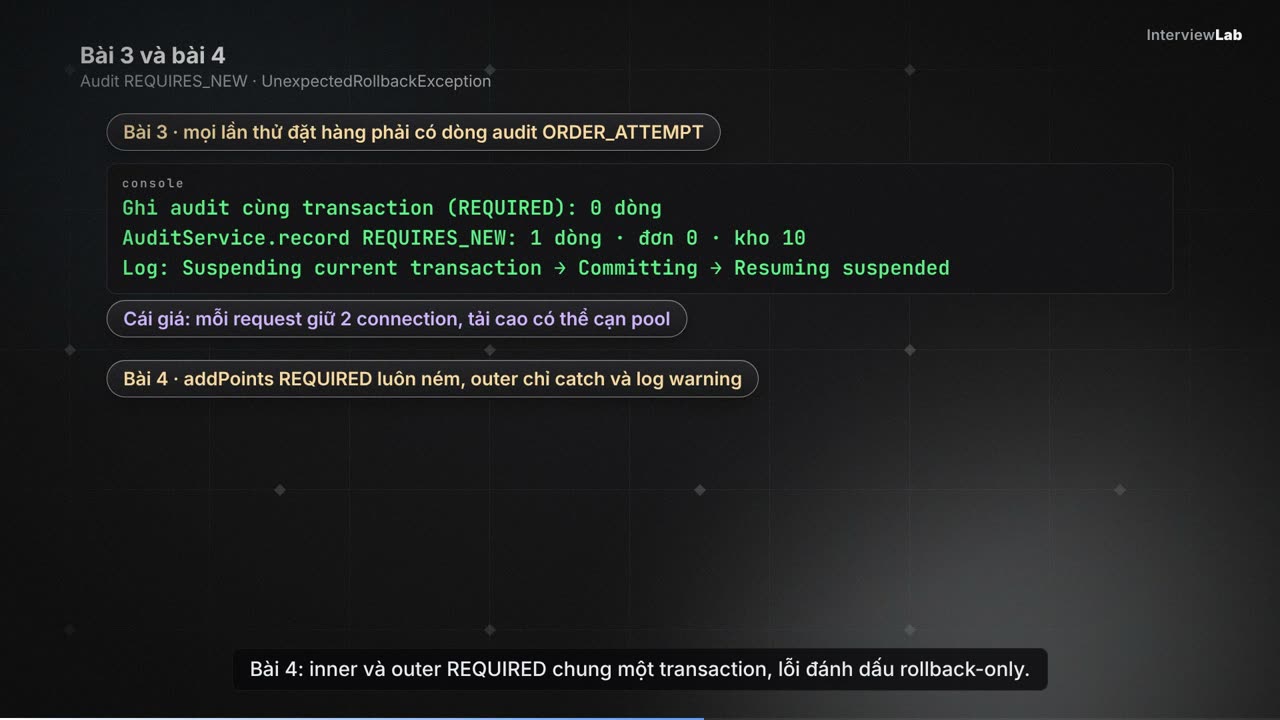 InterviewLab
Bài 3 và bài 4
Audit REQUIRES_NEW · UnexpectedRollbackException
Bài 3 · mọi lần thử đặt hàng phải có dòng audit ORDER_ATTEMPT
console
Ghi audit cùng transaction (REQUIRED): 0 dòng
AuditService.record REQUIRES_NEW: 1 dòng · đơn 0 · kho 10
Log: Suspending current transaction → Committing → Resuming suspended
Cái giá: mỗi request giữ 2 connection, tải cao có thể cạn pool
Bài 4 · addPoints REQUIRED luôn ném, outer chỉ catch và log warning
Bài 4: inner và outer REQUIRED chung một transaction, lỗi đánh dấu rollback-only.